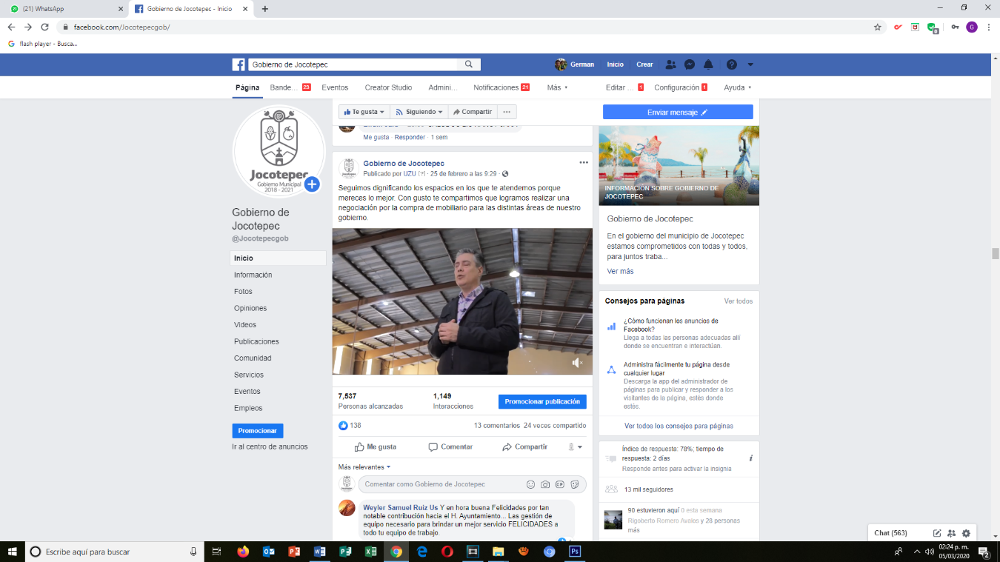 (21) WhatsApp
Gobierno de Jocotepec - Inicio
facebook.com/Jocotepecgob/
G
flash player - Busca...
Gobierno de Jocotepec
German
Inicio
Crear
Página
Bande... 23
Eventos
Creator Studio
Admini...
Notificaciones 21
Más
Editar ... 1
Configuración 1
Ayuda
Te gusta
Siguiendo
Compartir
Enviar mensaje
Me gusta · Responder · 1 sem
Jocotepec
Gobierno Municipal
2018 - 2021
Gobierno de
Jocotepec
@Jocotepecgob
Inicio
Información
Fotos
Opiniones
Videos
Publicaciones
Comunidad
Servicios
Eventos
Empleos
Promocionar
Ir al centro de anuncios
Gobierno de Jocotepec
Publicado por UZU [?] · 25 de febrero a las 9:29 ·
Seguimos dignificando los espacios en los que te atendemos porque
mereces lo mejor. Con gusto te compartimos que logramos realizar una
negociación por la compra de mobiliario para las distintas áreas de nuestro
gobierno.
7,537
Personas alcanzadas
1,149
Interacciones
Promocionar publicación
138
13 comentarios 24 veces compartido
Me gusta
Comentar
Compartir
Más relevantes
Comentar como Gobierno de Jocotepec
GIF
Weyler Samuel Ruiz Us Y en hora buena Felicidades por tan
notable contribución hacia el H. Ayuntamiento... Las gestión de
equipo necesario para brindar un mejor servicio FELICIDADES a
todo tu equipo de trabajo.
INFORMACIÓN SOBRE GOBIERNO DE
JOCOTEPEC
Gobierno de Jocotepec
En el gobierno del municipio de Jocotepec
estamos comprometidos con todas y todos,
para juntos traba...
Ver más
Consejos para páginas
Ver todos
¿Cómo funcionan los anuncios de
Facebook?
Llega a todas las personas adecuadas allí
donde se encuentran e interactúan.
Administra fácilmente tu página desde
cualquier lugar
Descarga la app del administrador de
páginas para publicar y responder a los
visitantes de la página, estés donde
estés.
Ver todos los consejos para páginas
Índice de respuesta: 78%; tiempo de
respuesta: 2 días
Responde antes para activar la insignia
13 mil seguidores
90 estuvieron aquí 0 esta semana
Rigoberto Romero Avalos y 28 personas
más
Chat (563)
Escribe aquí para buscar
02:24 p. m.
05/03/2020
2